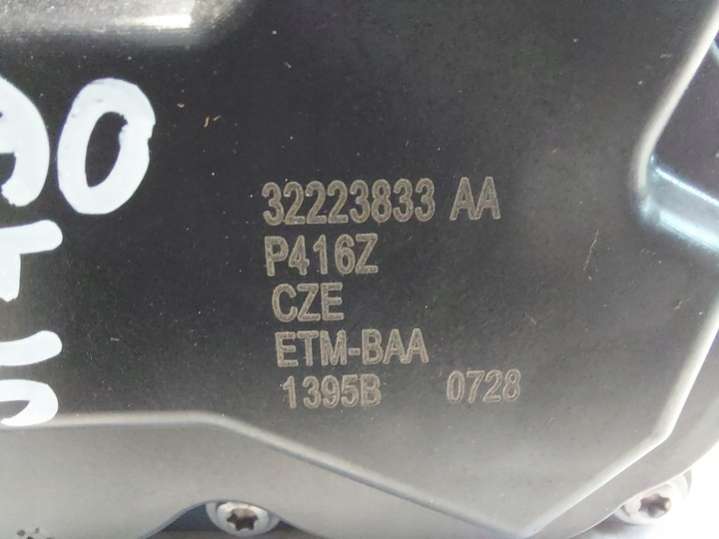 32223833 AA
P416Z
CZE
ETM-BAA
1395B 0728